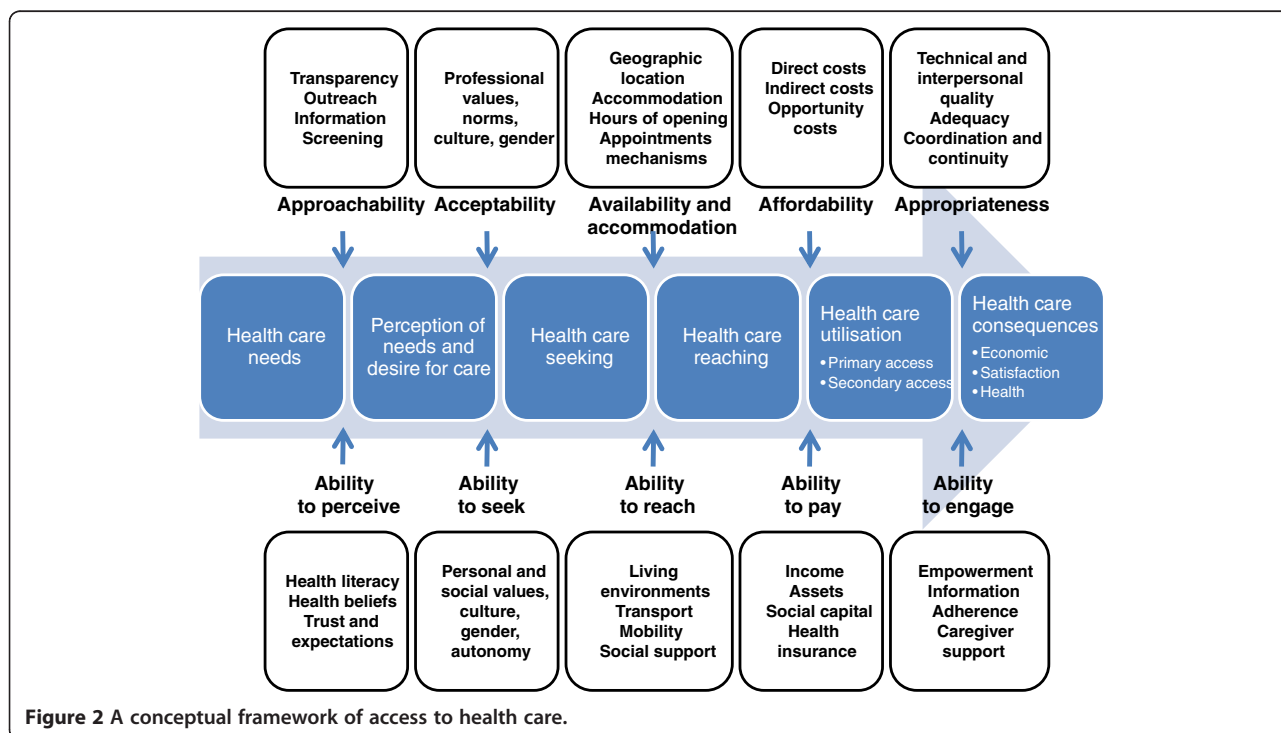 Transparency
Outreach
Information
Screening
Professional
values,
norms,
culture, gender
Geographic
location
Accommodation
Hours of opening
Appointments
mechanisms
Direct costs
Indirect costs
Opportunity
costs
Technical and
interpersonal
quality
Adequacy
Coordination and
continuity
Approachability
Acceptability
Availability and
accommodation
Affordability
Appropriateness
Health care
needs
Perception of
needs and
desire for care
Health care
seeking
Health care
reaching
Health care
utilisation
• Primary access
• Secondary access
Health care
consequences
• Economic
• Satisfaction
• Health
Ability
to perceive
Ability
to seek
Ability
to reach
Ability
to pay
Ability
to engage
Health literacy
Health beliefs
Trust and
expectations
Personal and
social values,
culture,
gender,
autonomy
Living
environments
Transport
Mobility
Social support
Income
Assets
Social capital
Health
insurance
Empowerment
Information
Adherence
Caregiver
support
Figure 2 A conceptual framework of access to health care.